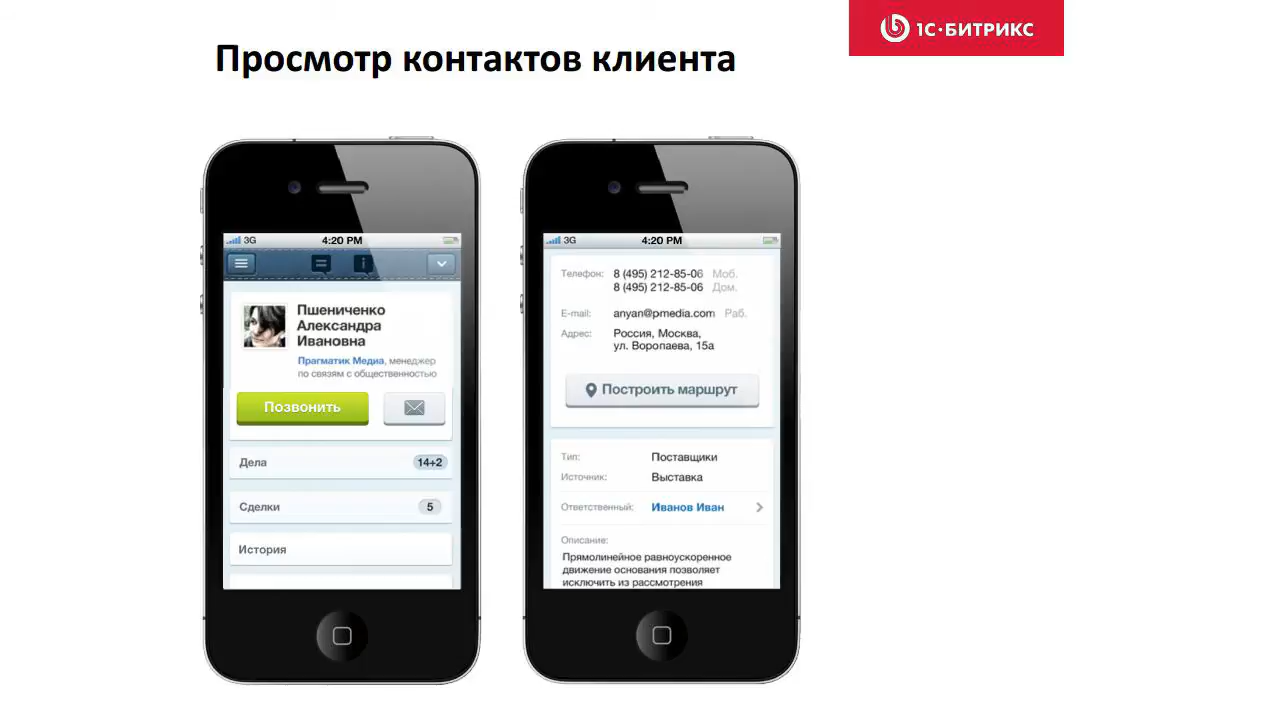 Просмотр контактов клиента
1С·БИТРИКС
3G 4:20 PM
Пшениченко
Александра
Ивановна
Прагматик Медиа, менеджер
по связям с общественностью
Позвонить
Дела 14+2
Сделки 5
История
3G 4:20 PM
Телефон: 8 (495) 212-85-06 Моб.
8 (495) 212-85-06 Дом.
E-mail: anyan@pmedia.com Раб.
Адрес: Россия, Москва,
ул. Воропаева, 15а
Построить маршрут
Тип: Поставщики
Источник: Выставка
Ответственный: Иванов Иван
Описание:
Прямолинейное равноускоренное
движение основания позволяет
исключить из рассмотрения